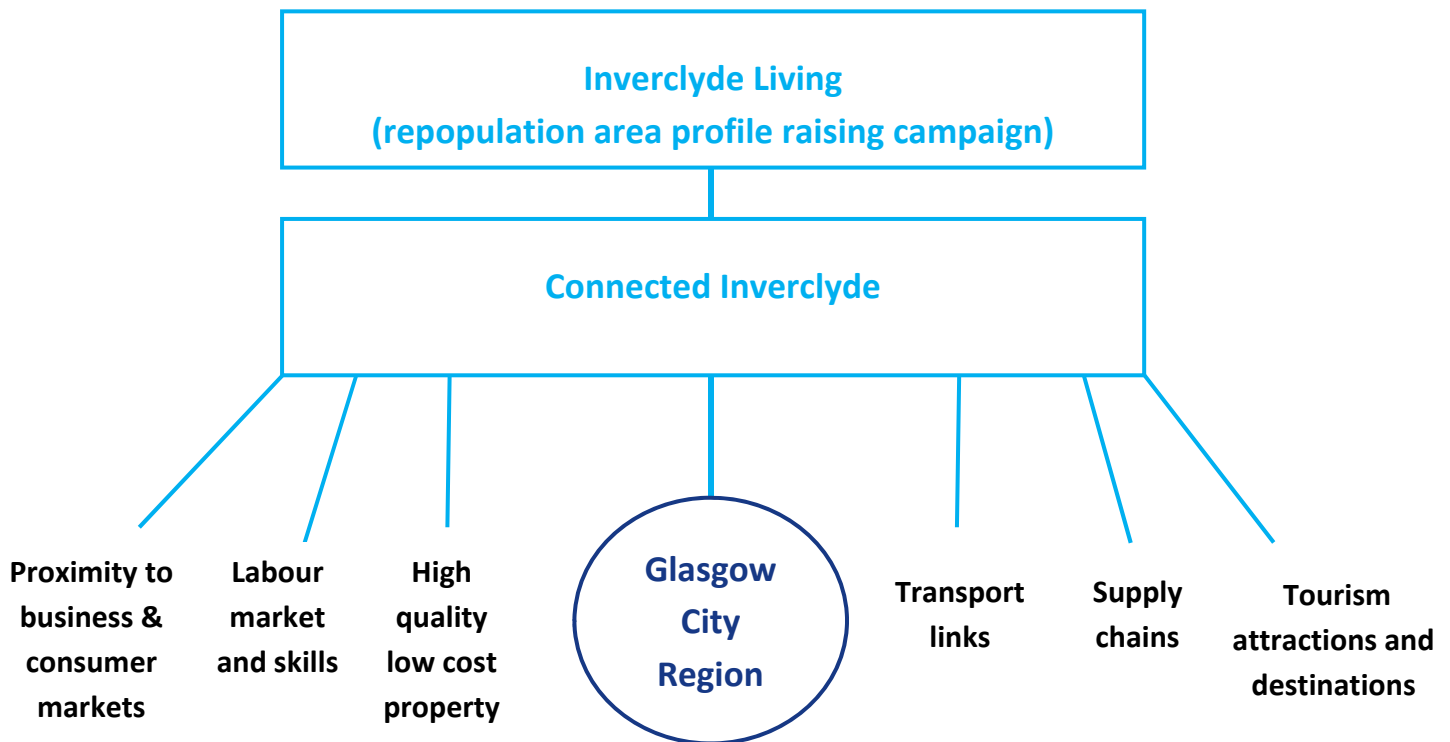 Inverclyde Living
(repopulation area profile raising campaign)
Connected Inverclyde
Proximity to
business &
consumer
markets
Labour
market
and skills
High
quality
low cost
property
Glasgow
City
Region
Transport
links
Supply
chains
Tourism
attractions and
destinations